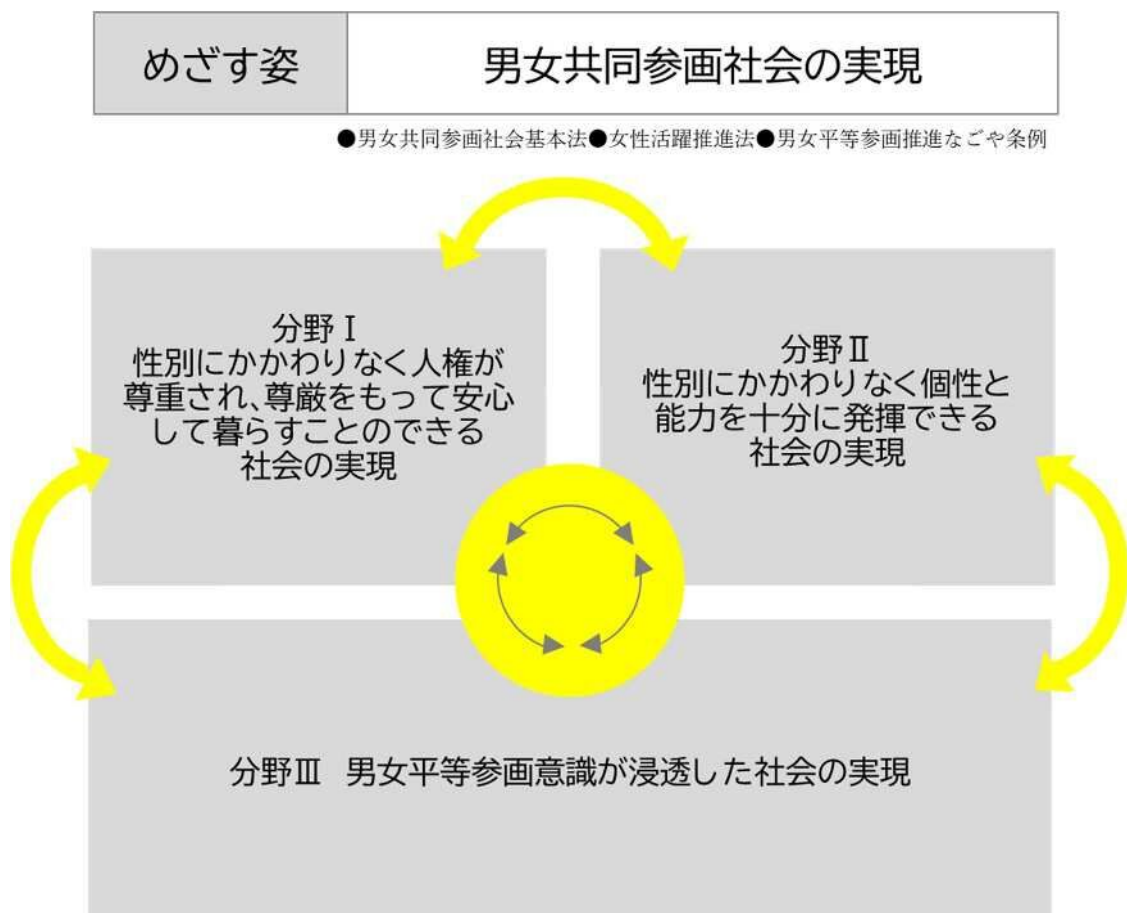 めざす姿
男女共同参画社会の実現
●男女共同参画社会基本法●女性活躍推進法●男女平等参画推進なごや条例
分野Ⅰ
性別にかかわりなく人権が
尊重され、尊厳をもって安心
して暮らすことのできる
社会の実現
分野Ⅱ
性別にかかわりなく個性と
能力を十分に発揮できる
社会の実現
分野Ⅲ 男女平等参画意識が浸透した社会の実現